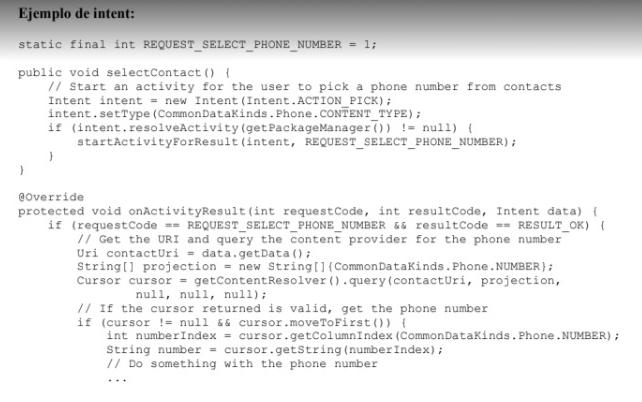 Ejemplo de intent:
static final int REQUEST_SELECT_PHONE_NUMBER = 1;
public void selectContact() {
// Start an activity for the user to pick a phone number from contacts
Intent intent = new Intent(Intent.ACTION_PICK);
intent.setType(CommonDataKinds.Phone.CONTENT_TYPE);
if (intent.resolveActivity(getPackageManager()) != null) {
startActivityForResult(intent, REQUEST_SELECT_PHONE_NUMBER);
}
}
@Override
protected void onActivityResult(int requestCode, int resultCode, Intent data) {
if (requestCode == REQUEST_SELECT_PHONE_NUMBER && resultCode == RESULT_OK) {
// Get the URI and query the content provider for the phone number
Uri contactUri = data.getData();
String[] projection = new String[]{CommonDataKinds.Phone.NUMBER};
Cursor cursor = getContentResolver().query(contactUri, projection,
null, null, null);
// If the cursor returned is valid, get the phone number
if (cursor != null && cursor.moveToFirst()) {
int numberIndex = cursor.getColumnIndex(CommonDataKinds.Phone.NUMBER);
String number = cursor.getString(numberIndex);
// Do something with the phone number
...